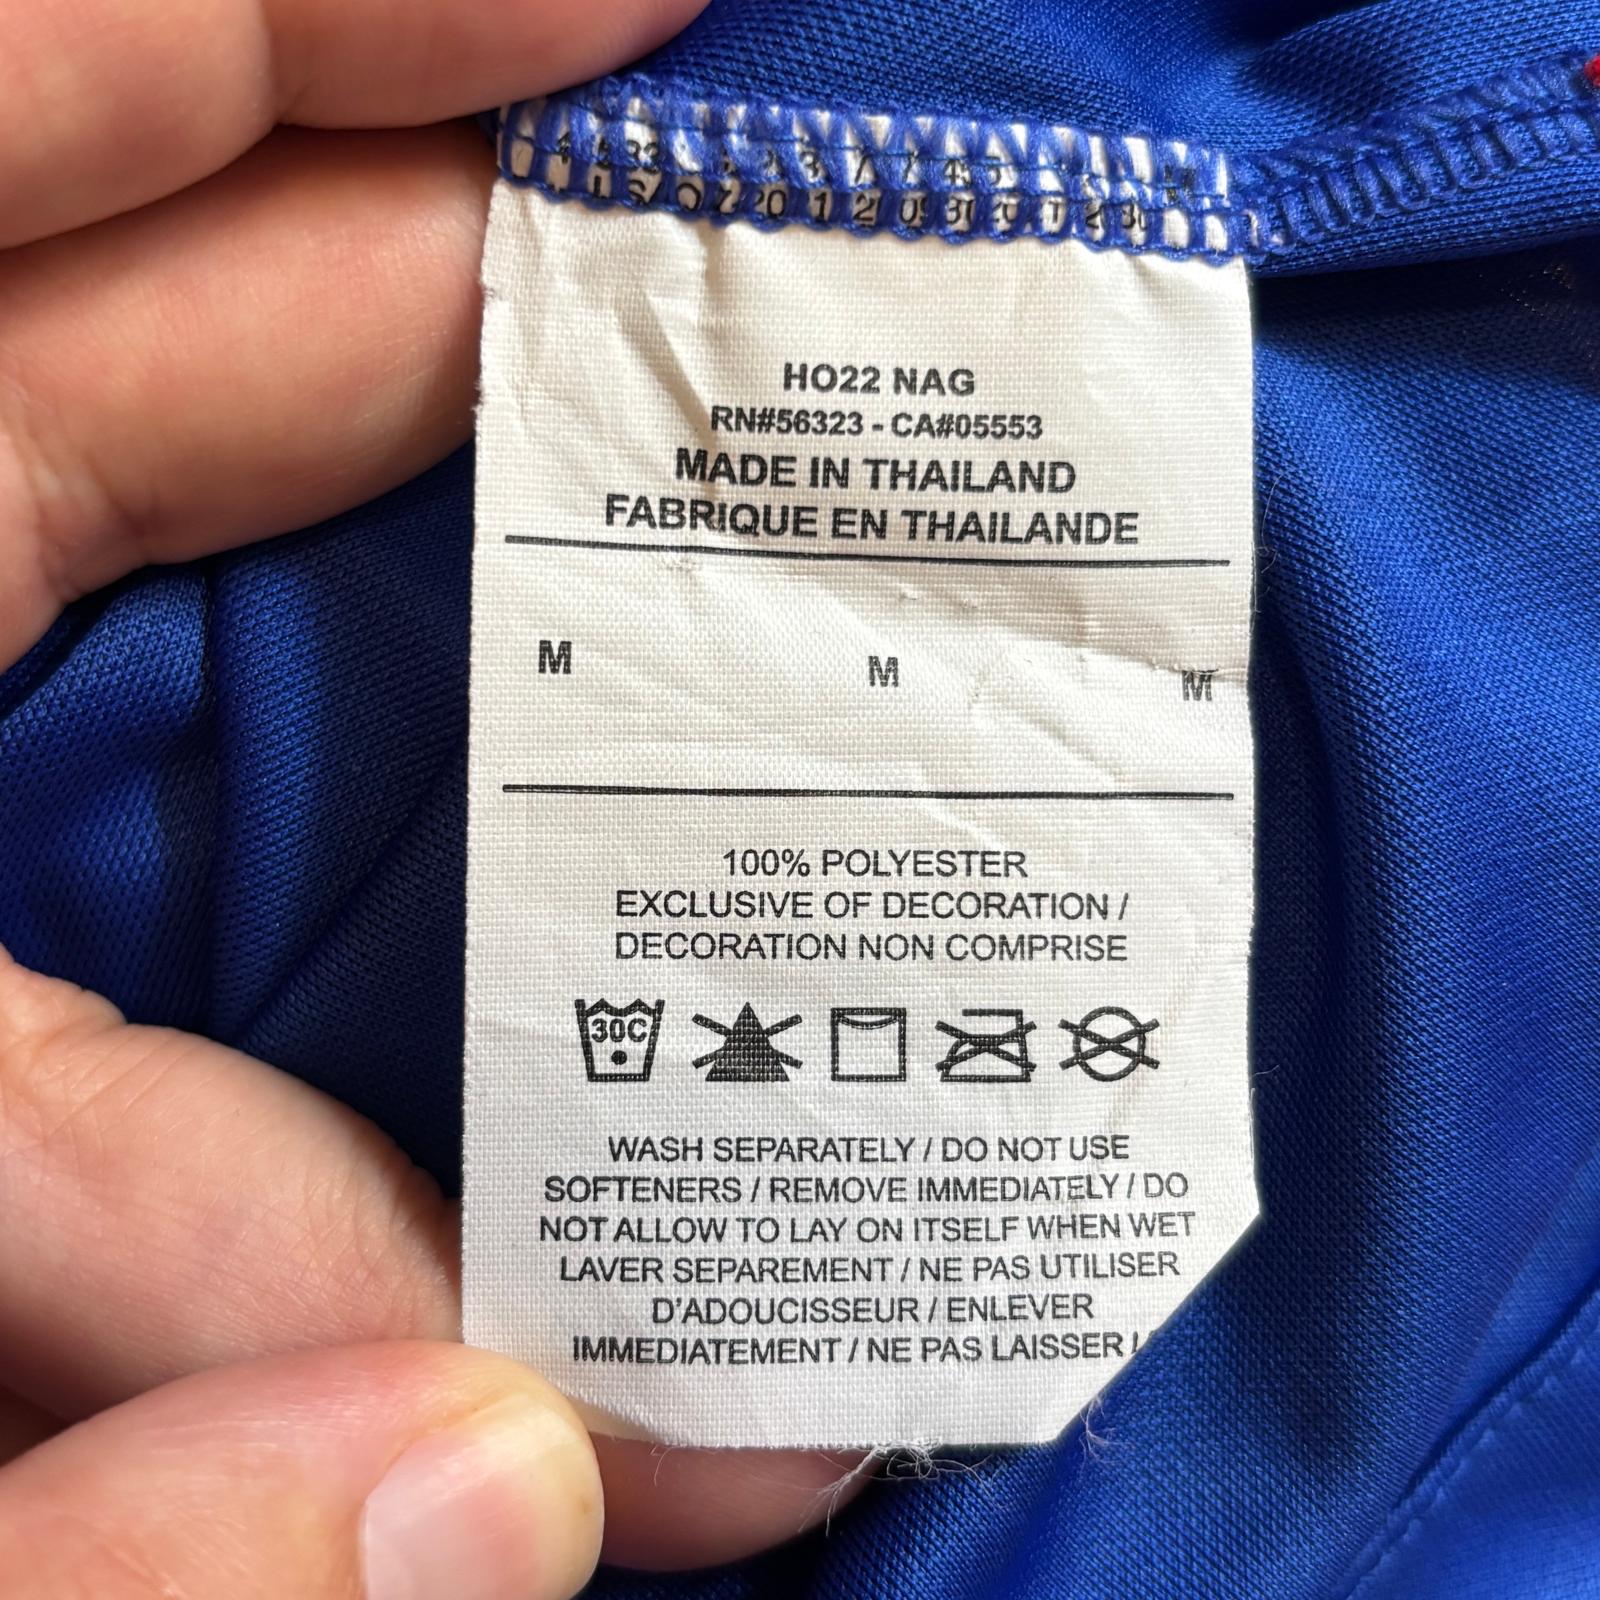 HO22 NAG
RN#56323 - CA#05553
MADE IN THAILAND
FABRIQUE EN THAILANDE
M M M
100% POLYESTER
EXCLUSIVE OF DECORATION /
DECORATION NON COMPRISE
30C
WASH SEPARATELY / DO NOT USE
SOFTENERS / REMOVE IMMEDIATELY / DO
NOT ALLOW TO LAY ON ITSELF WHEN WET
LAVER SEPAREMENT / NE PAS UTILISER
D'ADOUCISSEUR / ENLEVER
IMMEDIATEMENT / NE PAS LAISSER